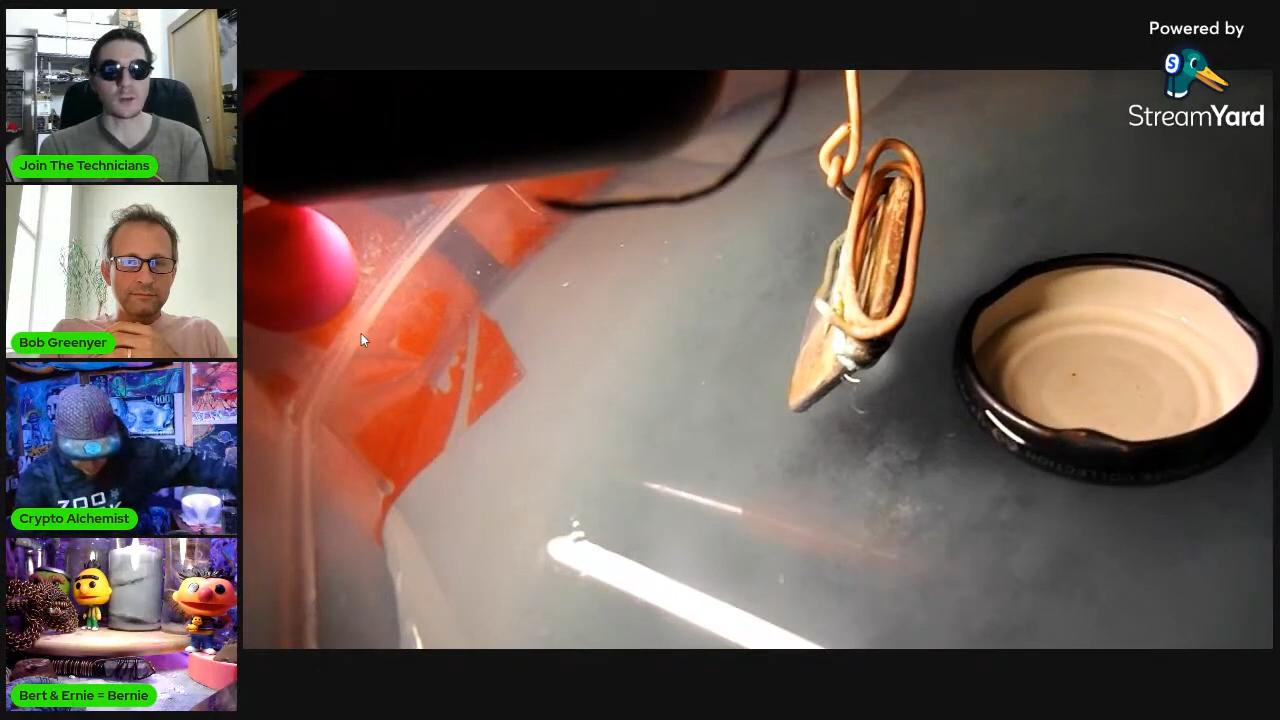 Powered by
StreamYard
Join The Technicians
Bob Greenyer
Crypto Alchemist
Bert & Ernie = Bernie